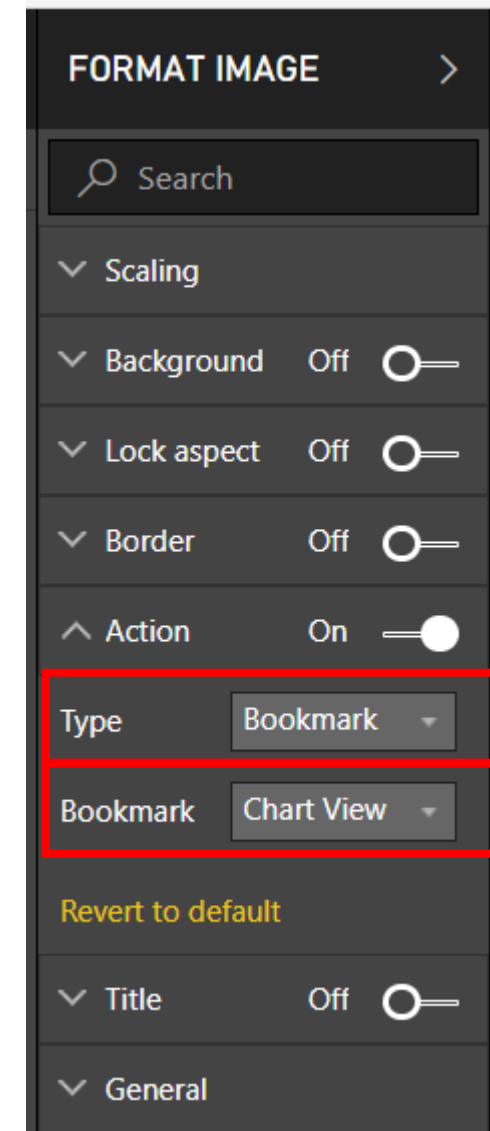 FORMAT IMAGE
Search
Scaling
Background Off
Lock aspect Off
Border Off
Action On
Type Bookmark
Bookmark Chart View
Revert to default
Title Off
General